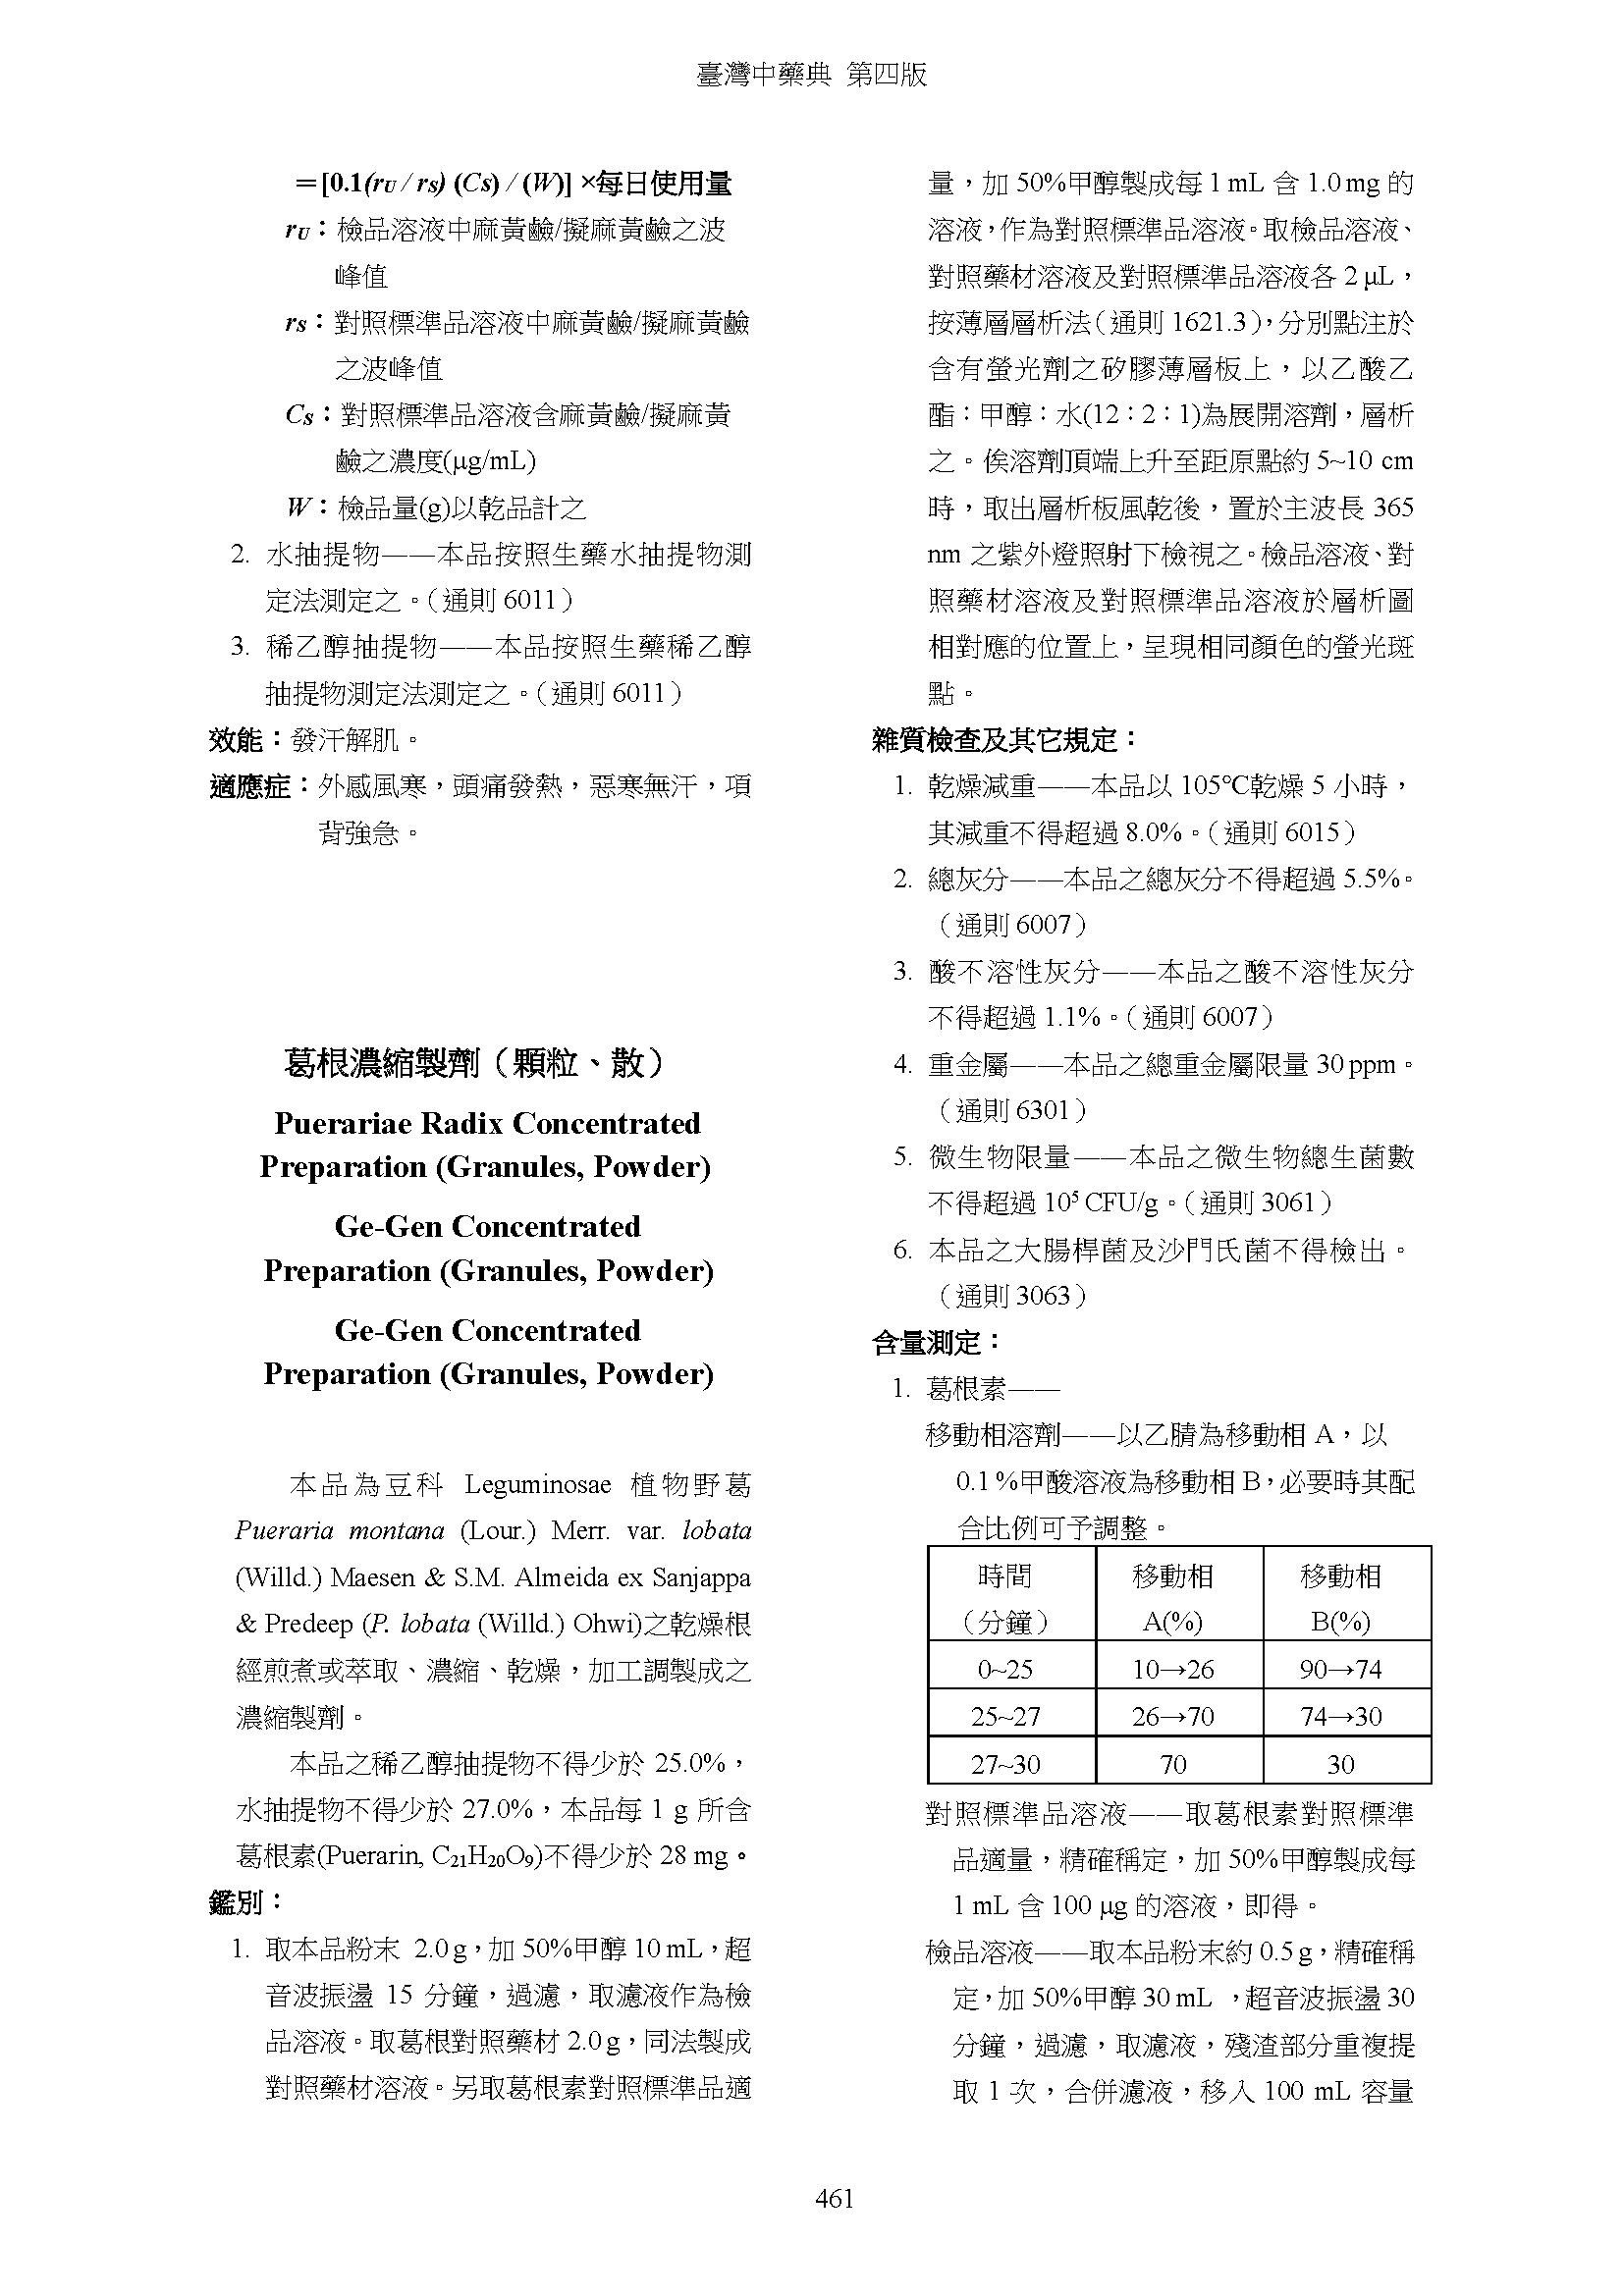 臺灣中藥典 第四版
＝[0.1(rU / rS) (CS) / (W)] ×每日使用量
rU：檢品溶液中麻黃鹼/擬麻黃鹼之波
峰值
rS：對照標準品溶液中麻黃鹼/擬麻黃鹼
之波峰值
CS：對照標準品溶液含麻黃鹼/擬麻黃
鹼之濃度(μg/mL)
W：檢品量(g)以乾品計之
2. 水抽提物──本品按照生藥水抽提物測
定法測定之。（通則 6011）
3. 稀乙醇抽提物──本品按照生藥稀乙醇
抽提物測定法測定之。（通則 6011）
效能：發汗解肌。
適應症：外感風寒，頭痛發熱，惡寒無汗，項
背強急。
葛根濃縮製劑（顆粒、散）
Puerariae Radix Concentrated
Preparation (Granules, Powder)
Ge-Gen Concentrated
Preparation (Granules, Powder)
Ge-Gen Concentrated
Preparation (Granules, Powder)
本品為豆科 Leguminosae 植物野葛
Pueraria montana (Lour.) Merr. var. lobata
(Willd.) Maesen & S.M. Almeida ex Sanjappa
& Predeep (P. lobata (Willd.) Ohwi)之乾燥根
經煎煮或萃取、濃縮、乾燥，加工調製成之
濃縮製劑。
本品之稀乙醇抽提物不得少於 25.0%，
水抽提物不得少於 27.0%，本品每 1 g 所含
葛根素(Puerarin, C21H20O9)不得少於 28 mg。
鑑別：
1. 取本品粉末 2.0 g，加 50%甲醇 10 mL，超
音波振盪 15 分鐘，過濾，取濾液作為檢
品溶液。取葛根對照藥材 2.0 g，同法製成
對照藥材溶液。另取葛根素對照標準品適
量，加 50%甲醇製成每 1 mL 含 1.0 mg 的
溶液，作為對照標準品溶液。取檢品溶液、
對照藥材溶液及對照標準品溶液各 2 μL，
按薄層層析法（通則 1621.3），分別點注於
含有螢光劑之矽膠薄層板上，以乙酸乙
酯：甲醇：水(12：2：1)為展開溶劑，層析
之。俟溶劑頂端上升至距原點約 5~10 cm
時，取出層析板風乾後，置於主波長 365
nm 之紫外燈照射下檢視之。檢品溶液、對
照藥材溶液及對照標準品溶液於層析圖
相對應的位置上，呈現相同顏色的螢光斑
點。
雜質檢查及其它規定：
1. 乾燥減重──本品以 105℃乾燥 5 小時，
其減重不得超過 8.0%。（通則 6015）
2. 總灰分──本品之總灰分不得超過 5.5%。
（通則 6007）
3. 酸不溶性灰分──本品之酸不溶性灰分
不得超過 1.1%。（通則 6007）
4. 重金屬──本品之總重金屬限量 30 ppm。
（通則 6301）
5. 微生物限量──本品之微生物總生菌數
不得超過 10⁵ CFU/g。（通則 3061）
6. 本品之大腸桿菌及沙門氏菌不得檢出。
（通則 3063）
含量測定：
1. 葛根素──
移動相溶劑──以乙腈為移動相 A，以
0.1 %甲酸溶液為移動相 B，必要時其配
合比例可予調整。
時間 移動相 移動相
（分鐘） A(%) B(%)
0~25 10→26 90→74
25~27 26→70 74→30
27~30 70 30
對照標準品溶液──取葛根素對照標準
品適量，精確稱定，加 50%甲醇製成每
1 mL 含 100 μg 的溶液，即得。
檢品溶液──取本品粉末約 0.5 g，精確稱
定，加 50%甲醇 30 mL ，超音波振盪 30
分鐘，過濾，取濾液，殘渣部分重複提
取 1 次，合併濾液，移入 100 mL 容量
461